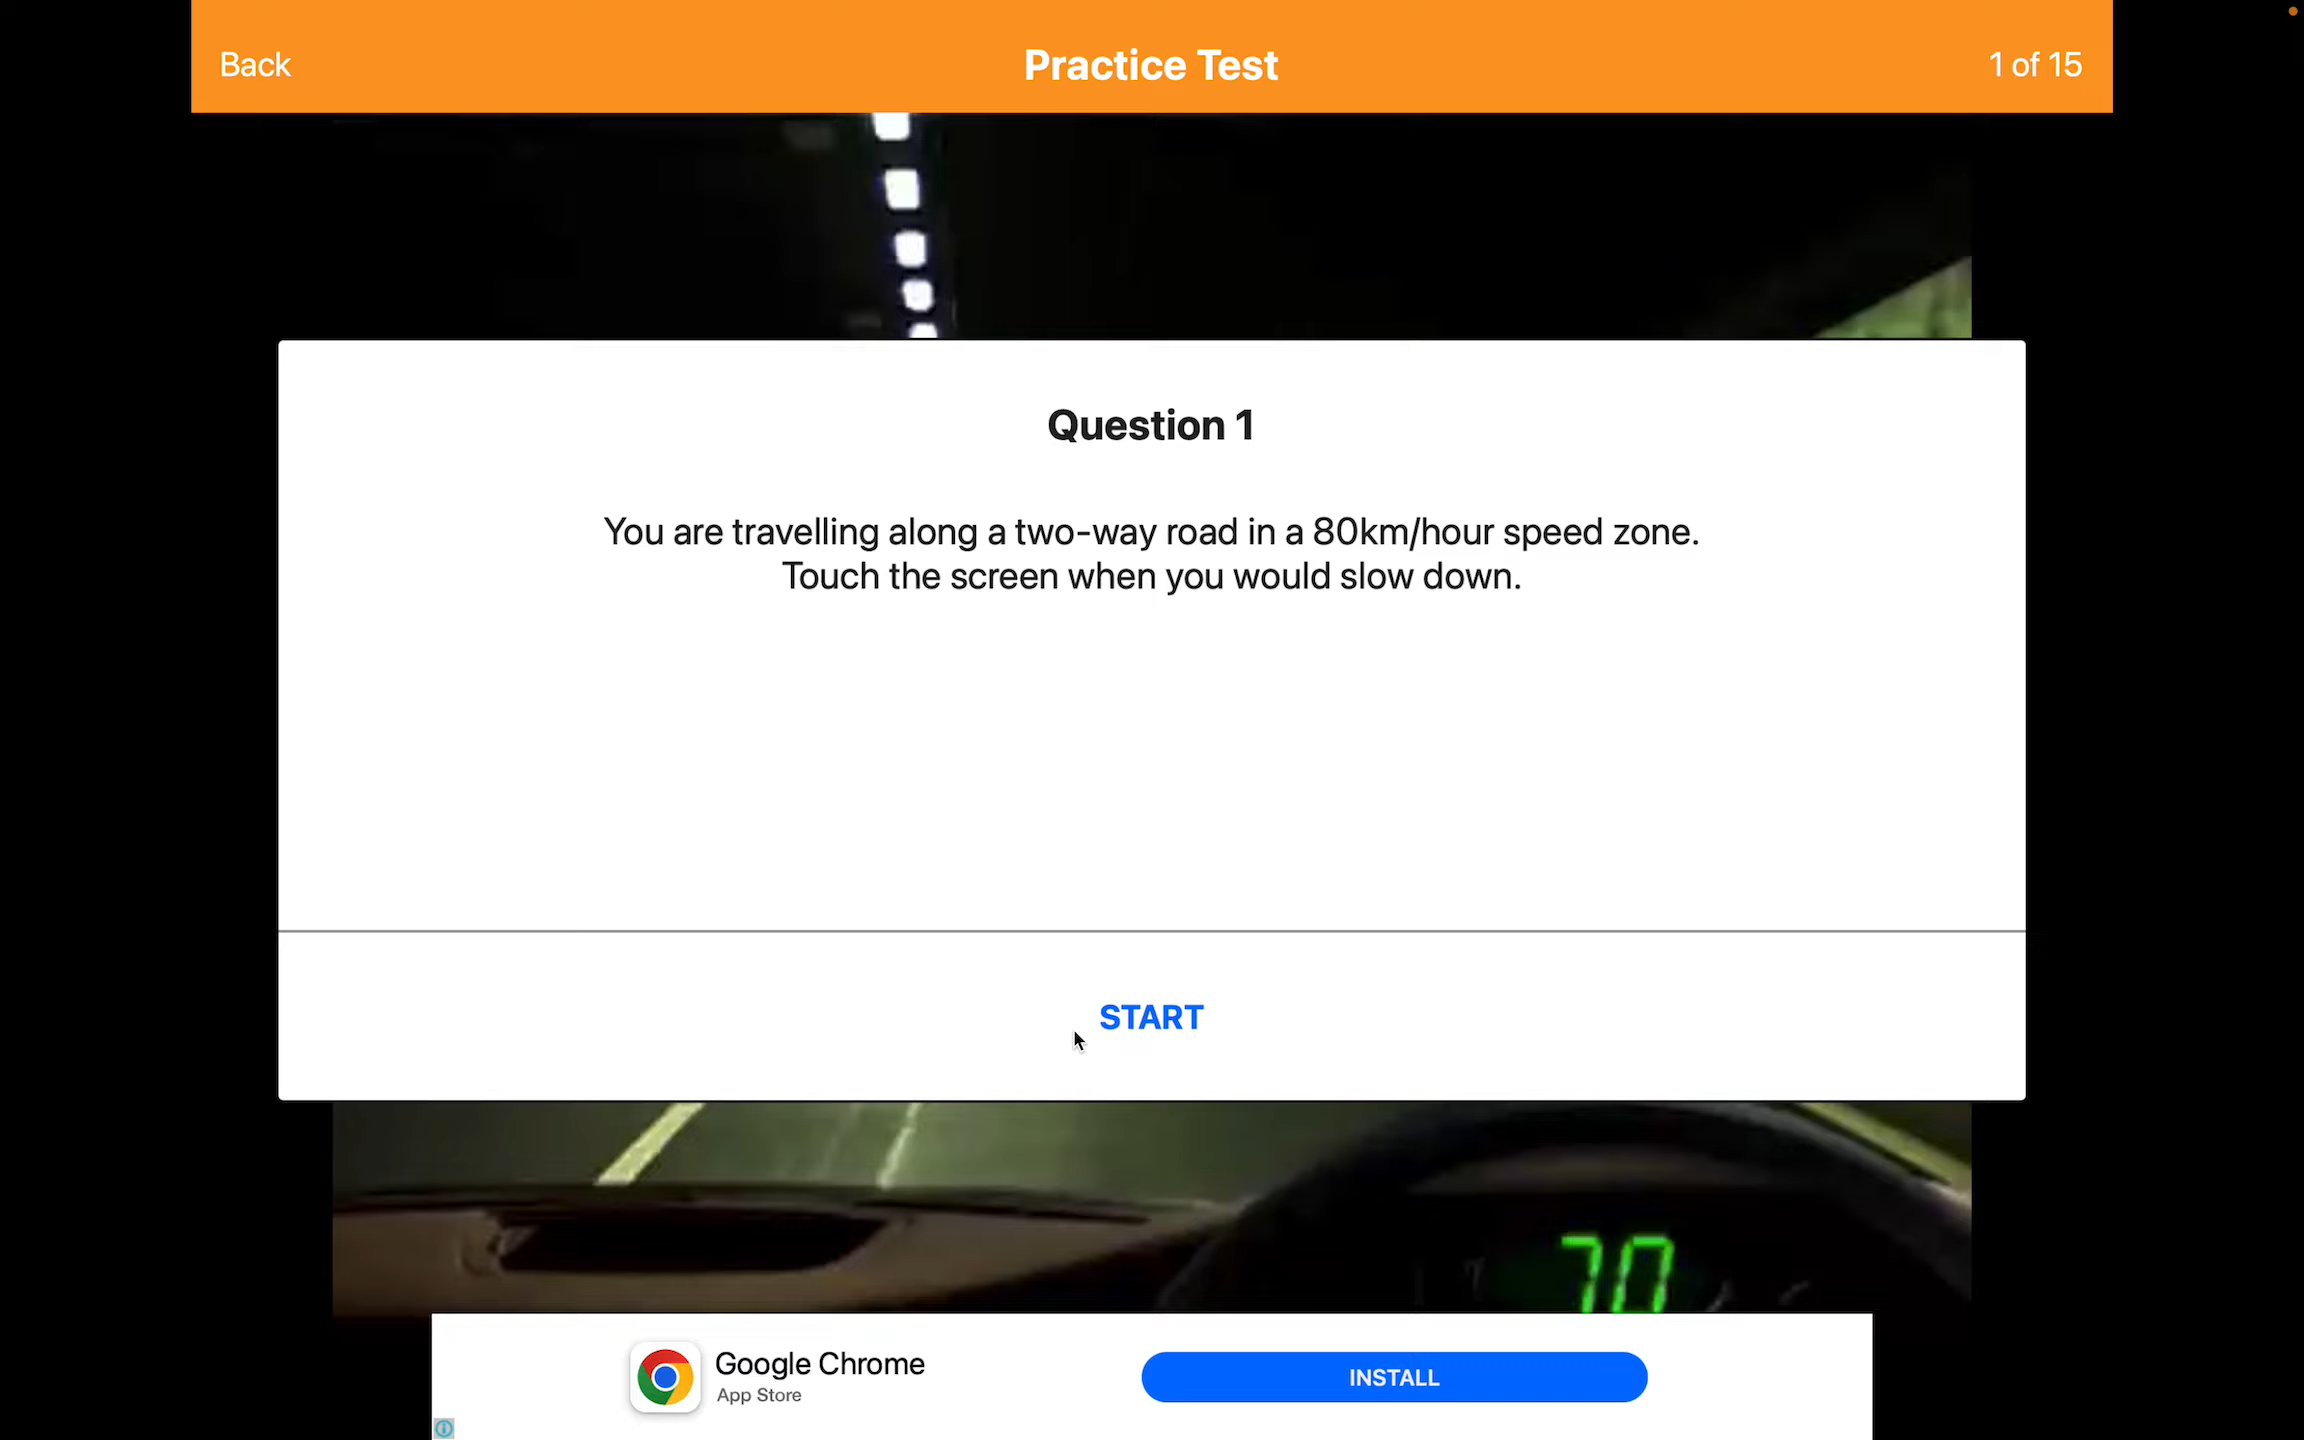 Back
Practice Test
1 of 15
Question 1
You are travelling along a two-way road in a 80km/hour speed zone.
Touch the screen when you would slow down.
START
70
Google Chrome
App Store
INSTALL